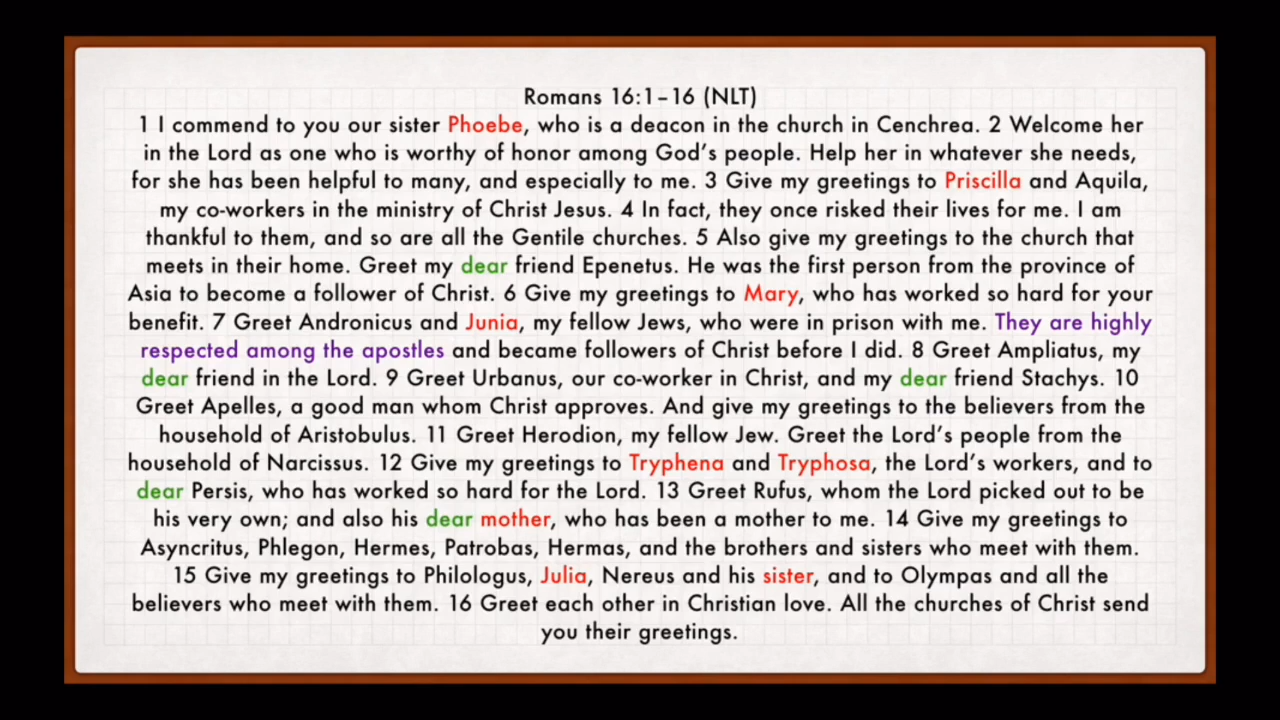 Romans 16:1–16 (NLT)
1 I commend to you our sister Phoebe, who is a deacon in the church in Cenchrea. 2 Welcome her
in the Lord as one who is worthy of honor among God's people. Help her in whatever she needs,
for she has been helpful to many, and especially to me. 3 Give my greetings to Priscilla and Aquila,
my co-workers in the ministry of Christ Jesus. 4 In fact, they once risked their lives for me. I am
thankful to them, and so are all the Gentile churches. 5 Also give my greetings to the church that
meets in their home. Greet my dear friend Epenetus. He was the first person from the province of
Asia to become a follower of Christ. 6 Give my greetings to Mary, who has worked so hard for your
benefit. 7 Greet Andronicus and Junia, my fellow Jews, who were in prison with me. They are highly
respected among the apostles and became followers of Christ before I did. 8 Greet Ampliatus, my
dear friend in the Lord. 9 Greet Urbanus, our co-worker in Christ, and my dear friend Stachys. 10
Greet Apelles, a good man whom Christ approves. And give my greetings to the believers from the
household of Aristobulus. 11 Greet Herodion, my fellow Jew. Greet the Lord's people from the
household of Narcissus. 12 Give my greetings to Tryphena and Tryphosa, the Lord's workers, and to
dear Persis, who has worked so hard for the Lord. 13 Greet Rufus, whom the Lord picked out to be
his very own; and also his dear mother, who has been a mother to me. 14 Give my greetings to
Asyncritus, Phlegon, Hermes, Patrobas, Hermas, and the brothers and sisters who meet with them.
15 Give my greetings to Philologus, Julia, Nereus and his sister, and to Olympas and all the
believers who meet with them. 16 Greet each other in Christian love. All the churches of Christ send
you their greetings.